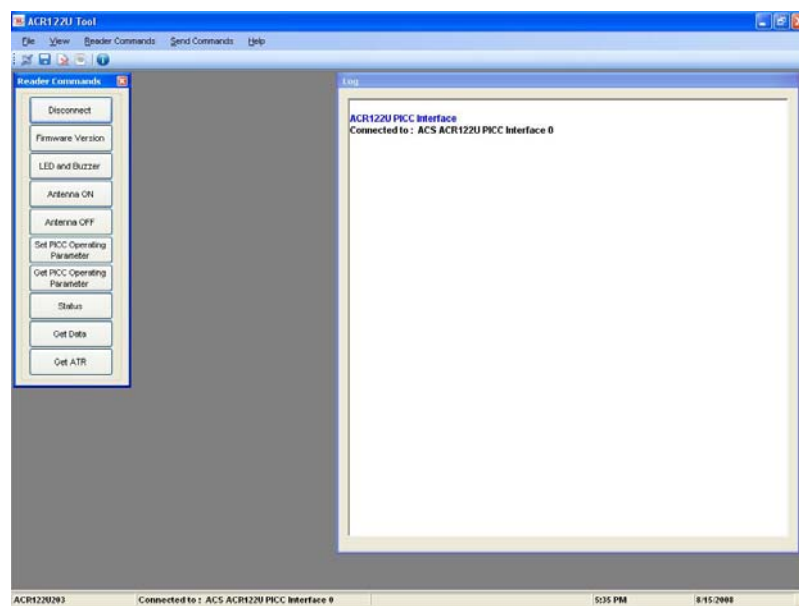 ACR122U Tool
File View Reader Commands Send Commands Help
Reader Commands
Disconnect
Firmware Version
LED and Buzzer
Antenna ON
Antenna OFF
Set PICC Operating
Parameter
Get PICC Operating
Parameter
Status
Get Data
Get ATR
Log
ACR122U PICC Interface
Connected to : ACS ACR122U PICC Interface 0
ACR122U203 Connected to : ACS ACR122U PICC Interface 0 5:35 PM 8/15/2008